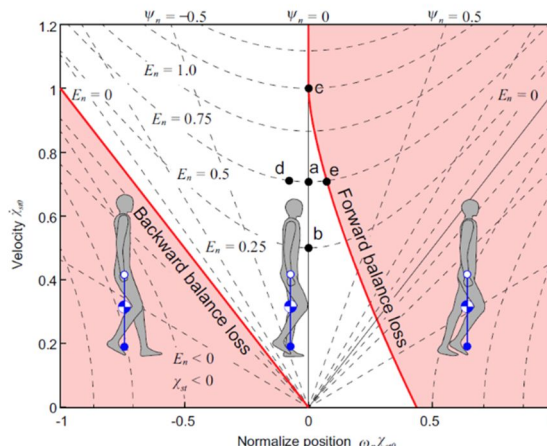 ψn = −0.5 ψn = 0 ψn = 0.5
1.2
En = 1.0
c
1
En = 0 En = 0
En = 0.75
0.8
d a e
En = 0.5
Velocity χ̇st0
0.6
Backward balance loss
Forward balance loss
b
En = 0.25
0.4
0.2
En < 0
χst < 0
0
-1 -0.5 0 0.5
Normalize position